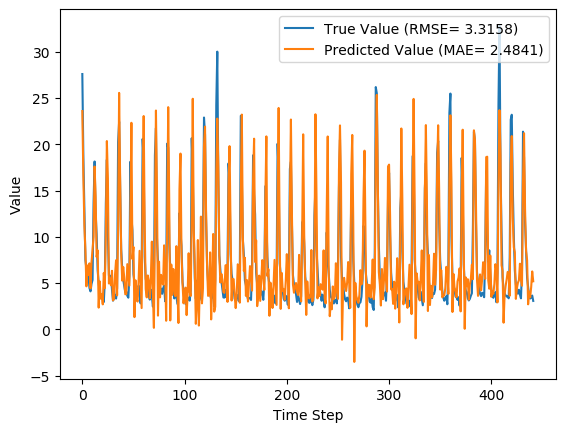 True Value (RMSE= 3.3158)
Predicted Value (MAE= 2.4841)
30
25
20
15
10
5
0
−5
Value
0 100 200 300 400
Time Step